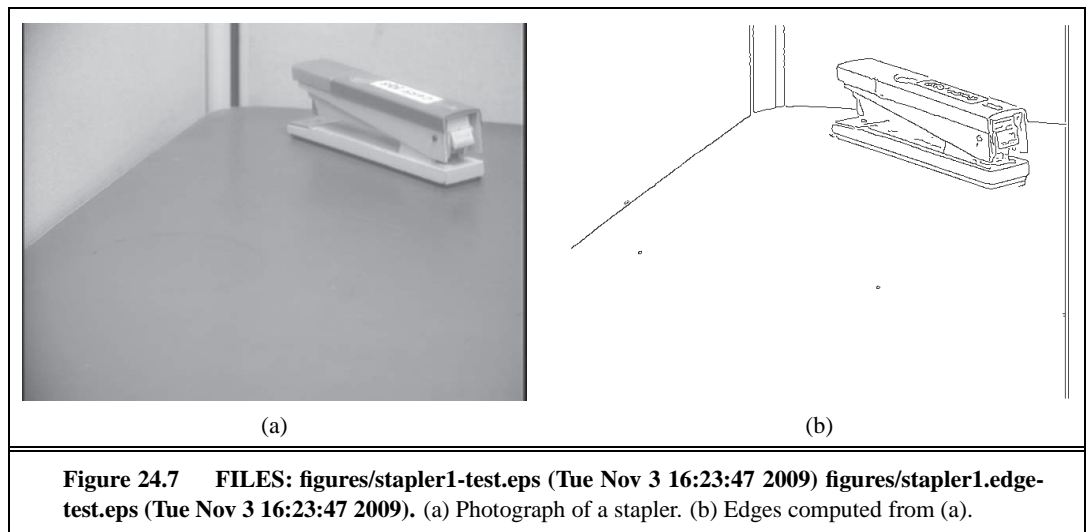 (a) (b)
Figure 24.7 FILES: figures/stapler1-test.eps (Tue Nov 3 16:23:47 2009) figures/stapler1.edge-
test.eps (Tue Nov 3 16:23:47 2009). (a) Photograph of a stapler. (b) Edges computed from (a).